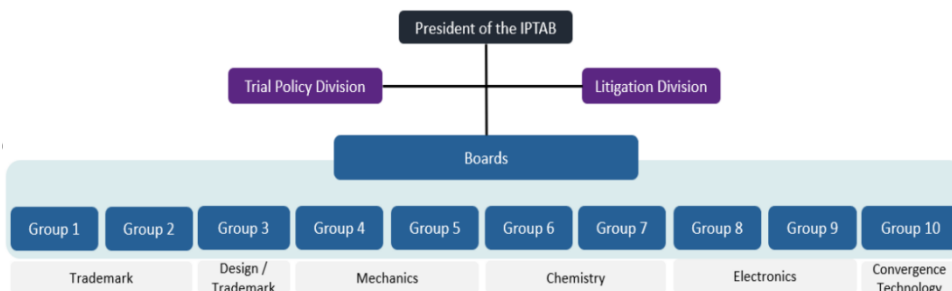 President of the IPTAB
Trial Policy Division
Litigation Division
Boards
Group 1
Group 2
Group 3
Group 4
Group 5
Group 6
Group 7
Group 8
Group 9
Group 10
Trademark
Design /
Trademark
Mechanics
Chemistry
Electronics
Convergence
Technology